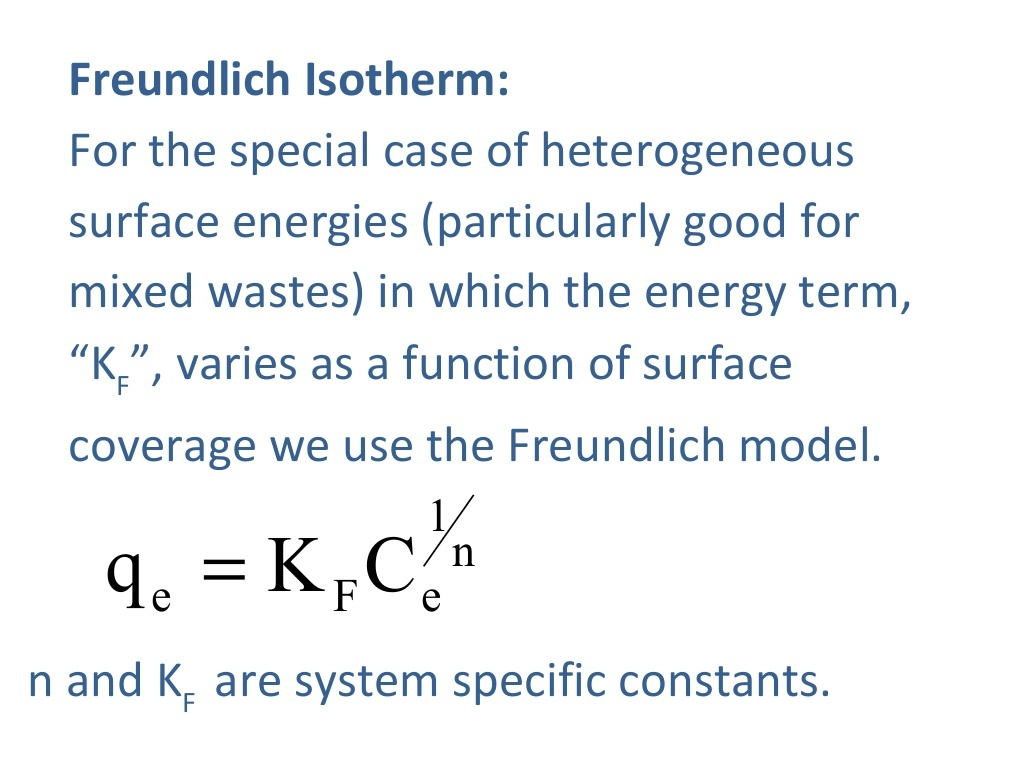 Freundlich Isotherm:
For the special case of heterogeneous
surface energies (particularly good for
mixed wastes) in which the energy term,
“K_F”, varies as a function of surface
coverage we use the Freundlich model.
q_e = K_F C_e^{1/n}
n and K_F are system specific constants.